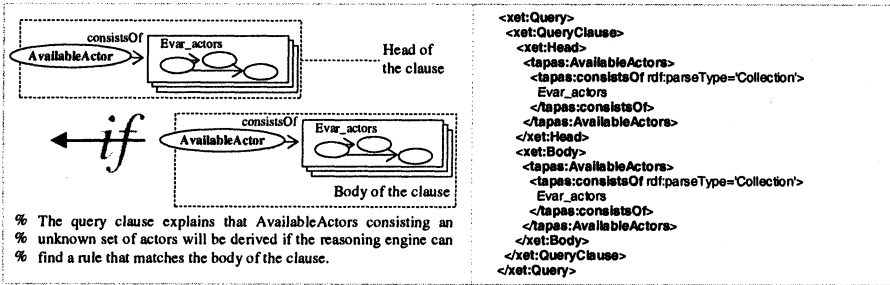 consistsOf
Evar_actors
AvailableActor
Head of
the clause
if
consistsOf
Evar_actors
AvailableActor
Body of the clause
% The query clause explains that AvailableActors consisting an
% unknown set of actors will be derived if the reasoning engine can
% find a rule that matches the body of the clause.
<xet:Query>
<xet:QueryClause>
<xet:Head>
<tapas:AvailableActors>
<tapas:consistsOf rdf:parseType='Collection'>
Evar_actors
</tapas:consistsOf>
</tapas:AvailableActors>
</xet:Head>
<xet:Body>
<tapas:AvailableActors>
<tapas:consistsOf rdf:parseType='Collection'>
Evar_actors
</tapas:consistsOf>
</tapas:AvailableActors>
</xet:Body>
</xet:QueryClause>
</xet:Query>